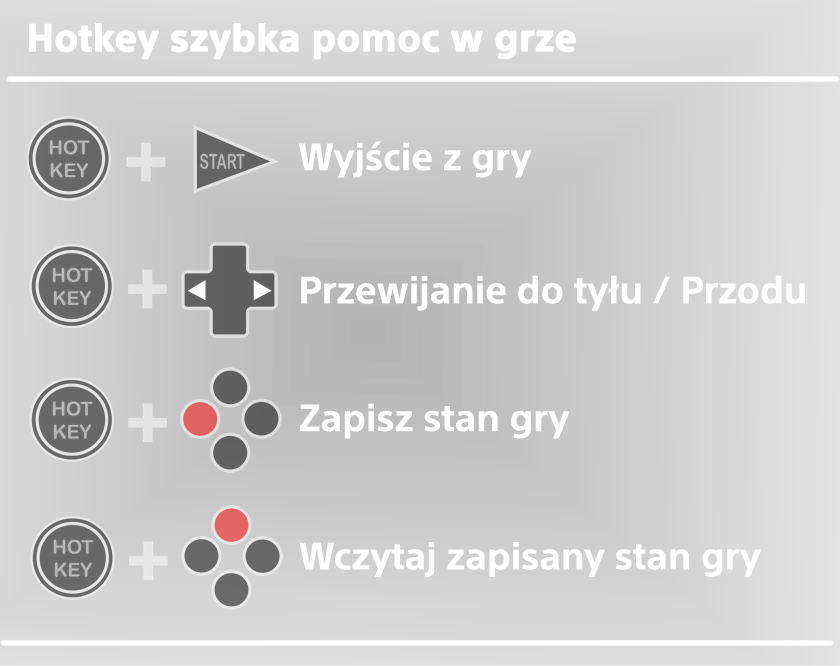 Hotkey szybka pomoc w grze
HOT KEY + START Wyjście z gry
HOT KEY + Przewijanie do tyłu / Przodu
HOT KEY + Zapisz stan gry
HOT KEY + Wczytaj zapisany stan gry